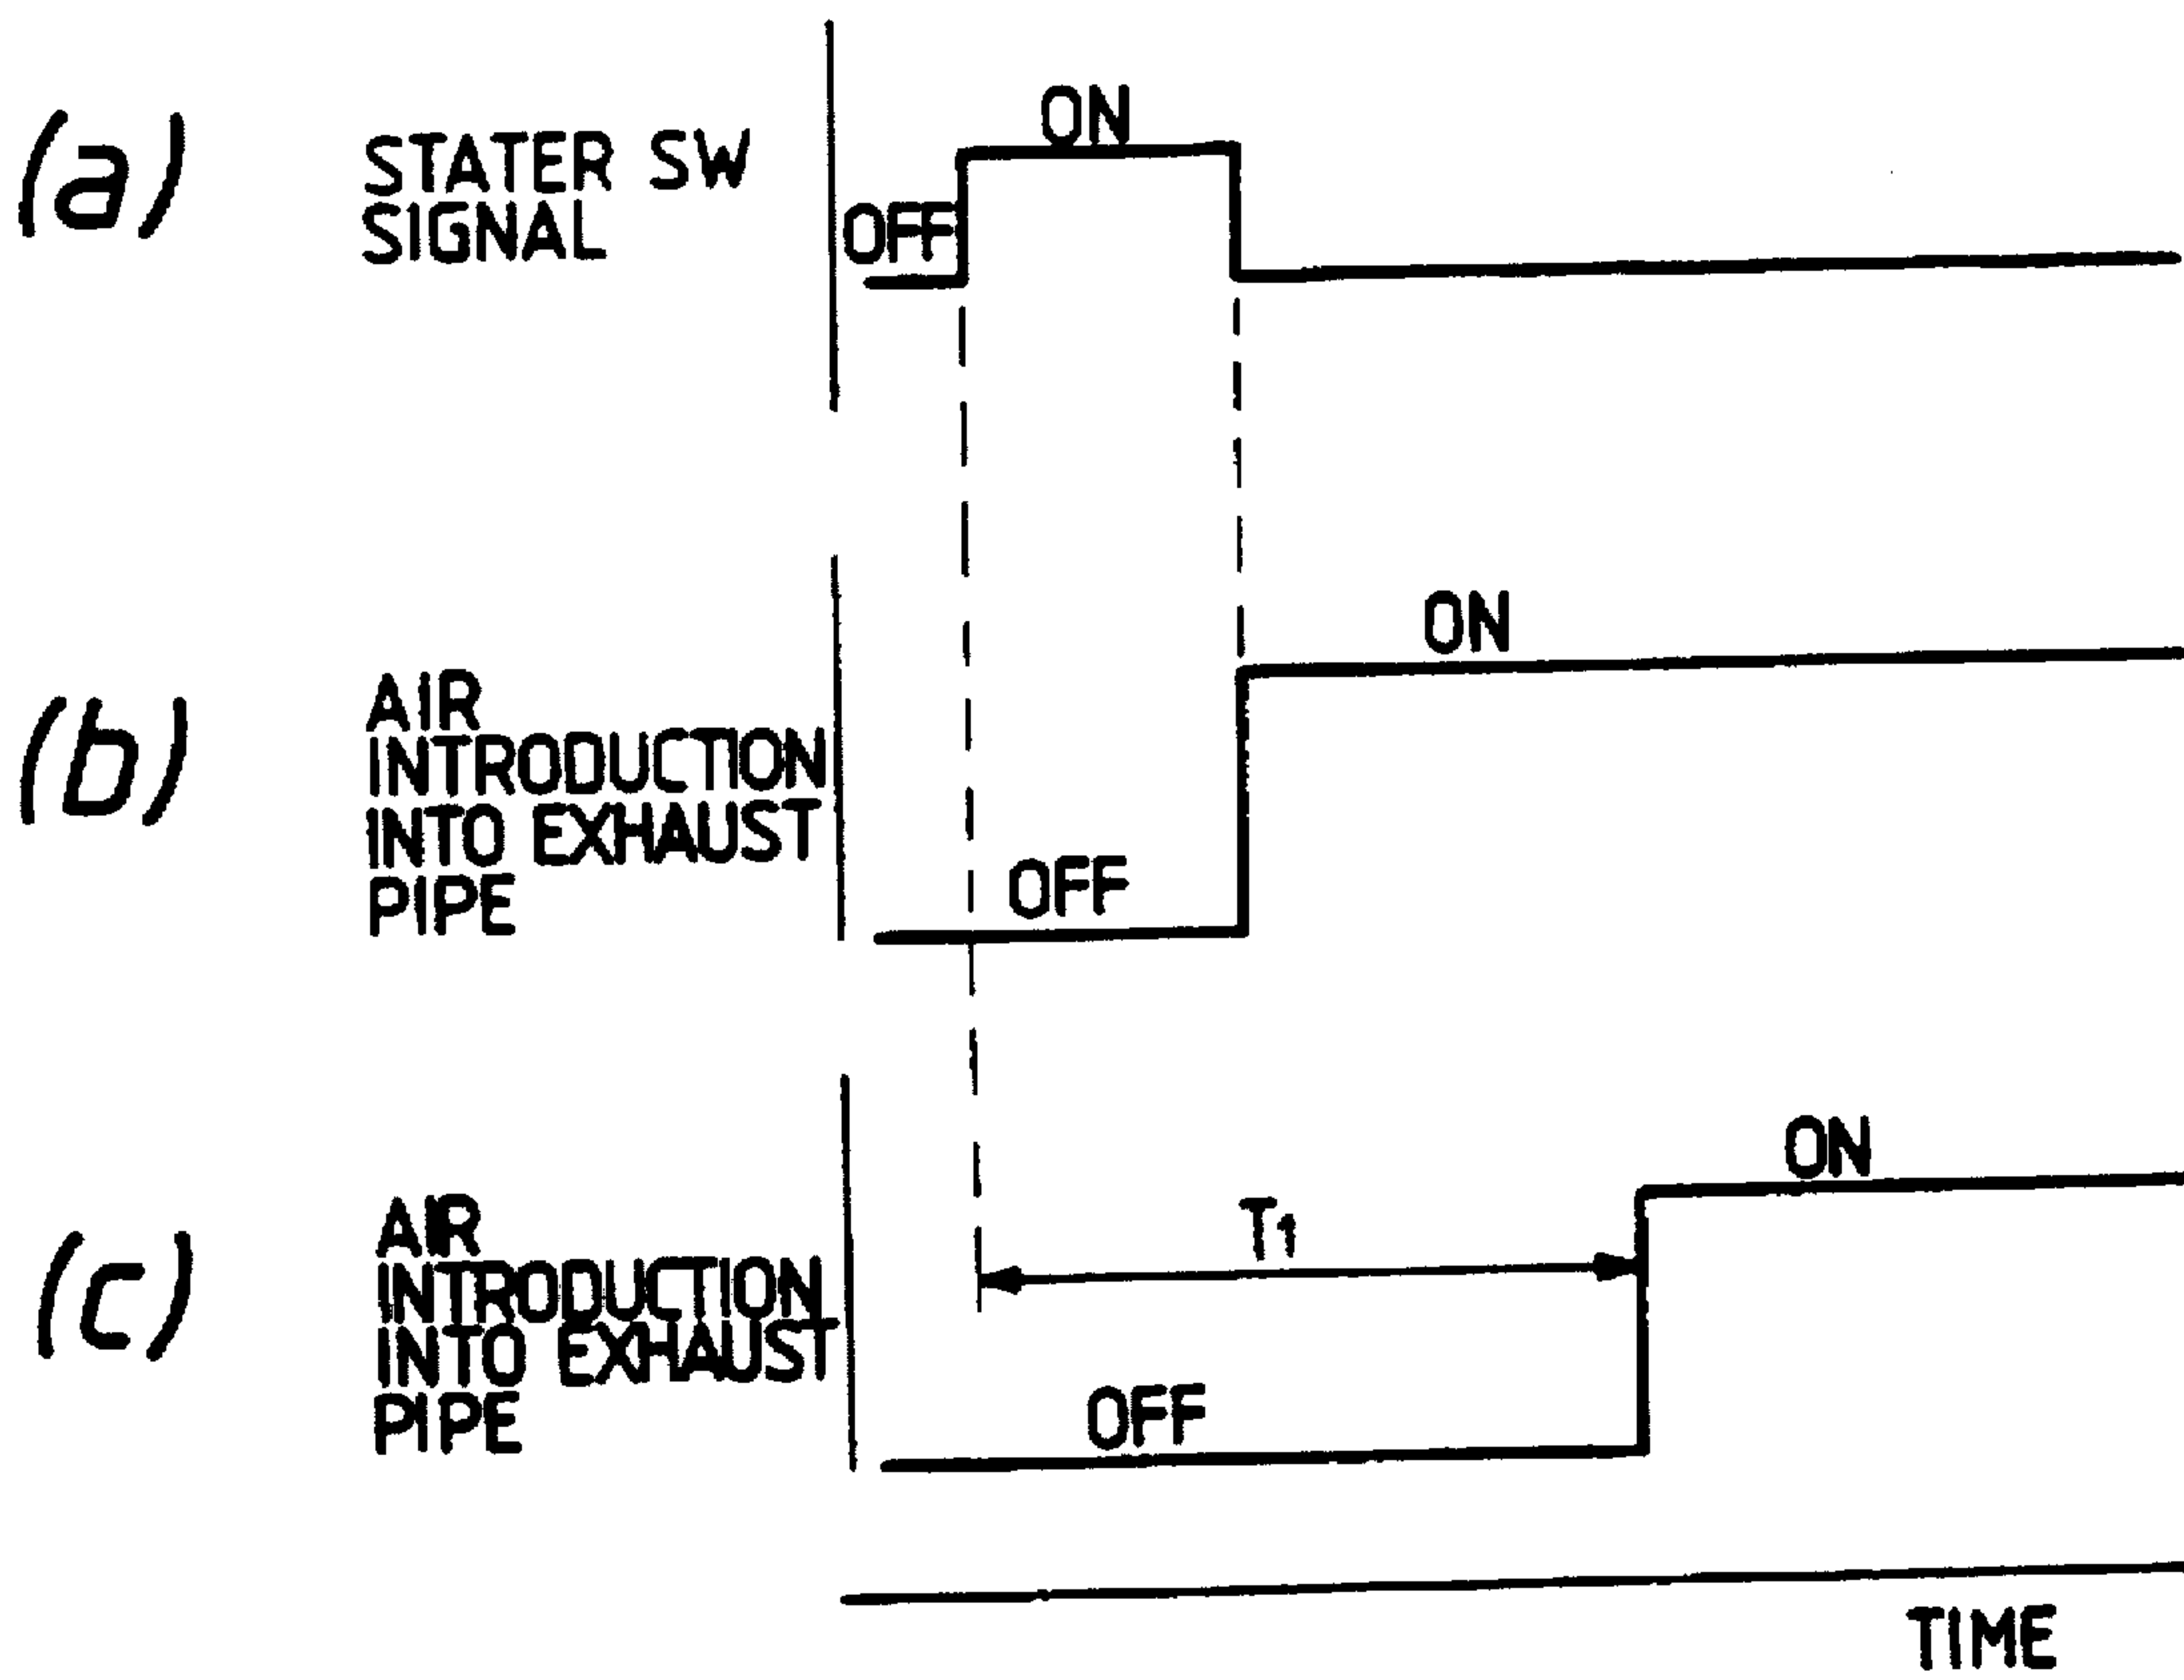 (a)
STATER SW
SIGNAL
ON
OFF
(b)
AIR
INTRODUCTION
INTO EXHAUST
PIPE
ON
OFF
(c)
AIR
INTRODUCTION
INTO EXHAUST
PIPE
T1
ON
OFF
TIME